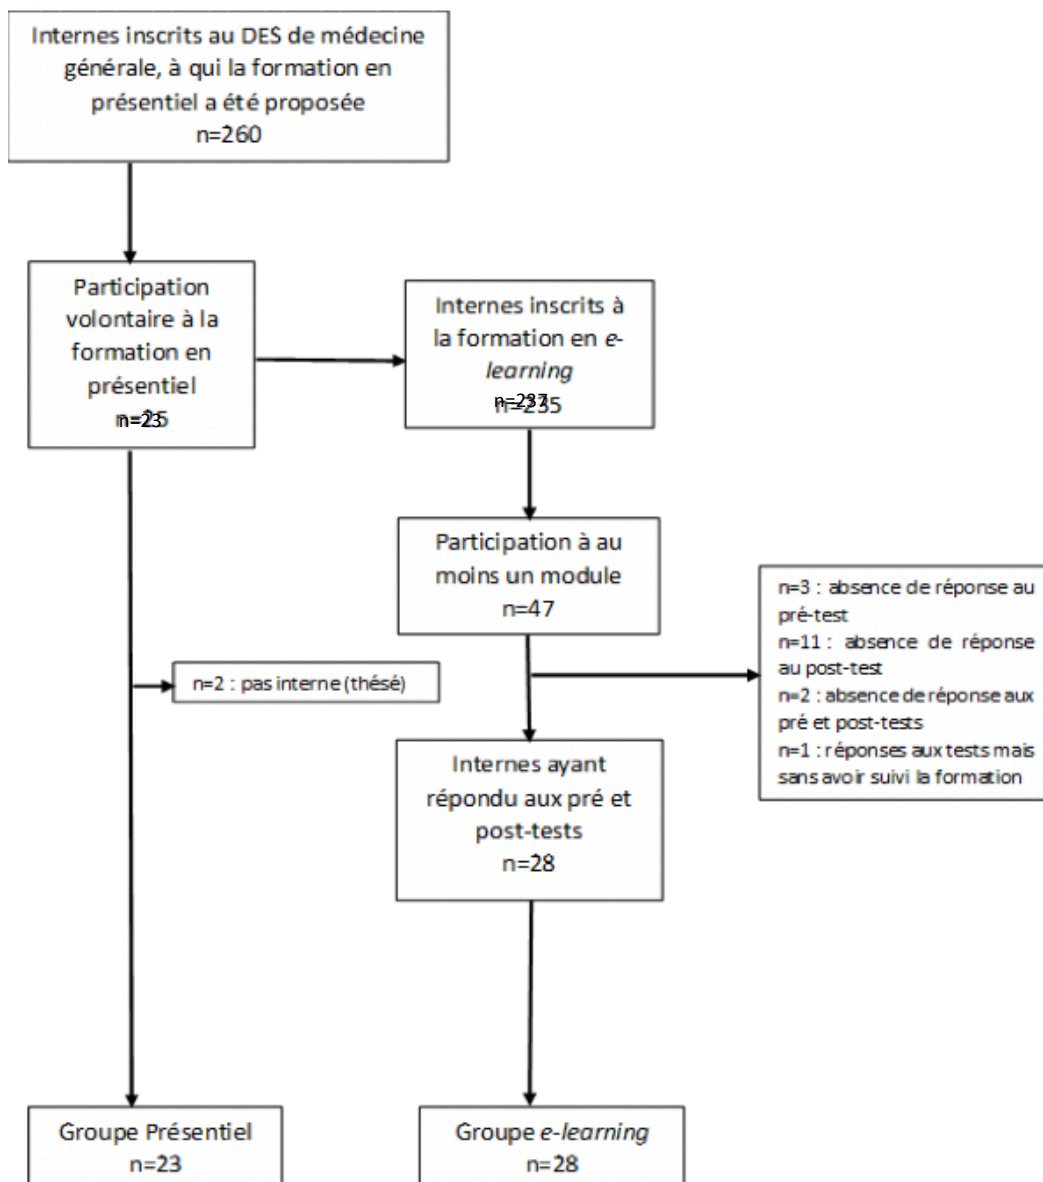 Internes inscrits au DES de médecine
générale, à qui la formation en
présentiel a été proposée
n=260
Participation
volontaire à la
formation en
présentiel
n=25
n=23
Internes inscrits à
la formation en e-
learning
n=237
n=235
Participation à au
moins un module
n=47
n=3 : absence de réponse au
pré-test
n=11 : absence de réponse
au post-test
n=2 : absence de réponse aux
pré et post-tests
n=1 : réponses aux tests mais
sans avoir suivi la formation
n=2 : pas interne (thésé)
Internes ayant
répondu aux pré et
post-tests
n=28
Groupe Présentiel
n=23
Groupe e-learning
n=28